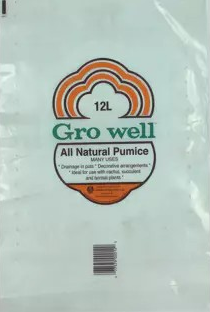 12L
Gro well
All Natural Pumice
MANY USES
* Drainage in pots * Decorative arrangements *
* Ideal for use with cactus, succulent
and bonsai plants *